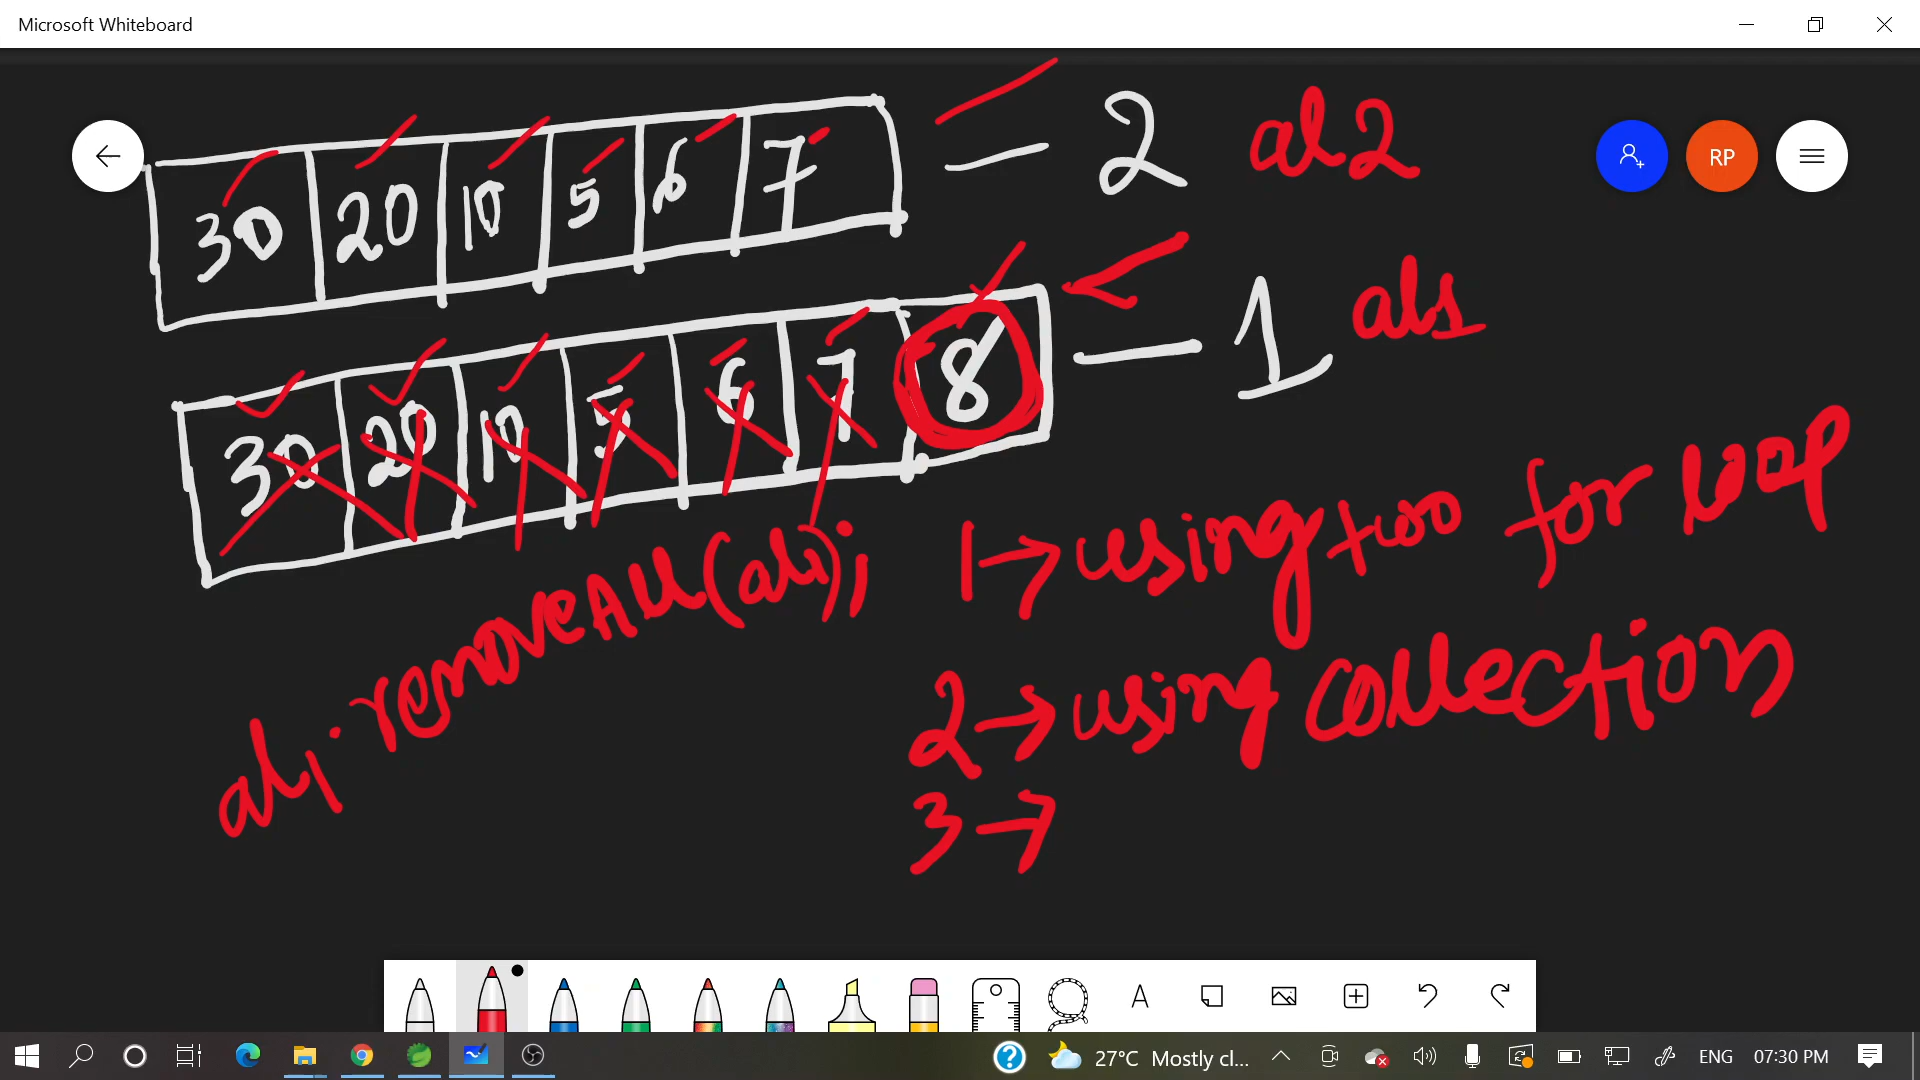 Microsoft Whiteboard
30 20 10 5 6 7 — 2 al2
RP
30 20 10 5 6 7 8 — 1
1→using two for loop
al1.removeAll(al2);
2→using collection
3→
A
27°C Mostly cl...
ENG 07:30 PM